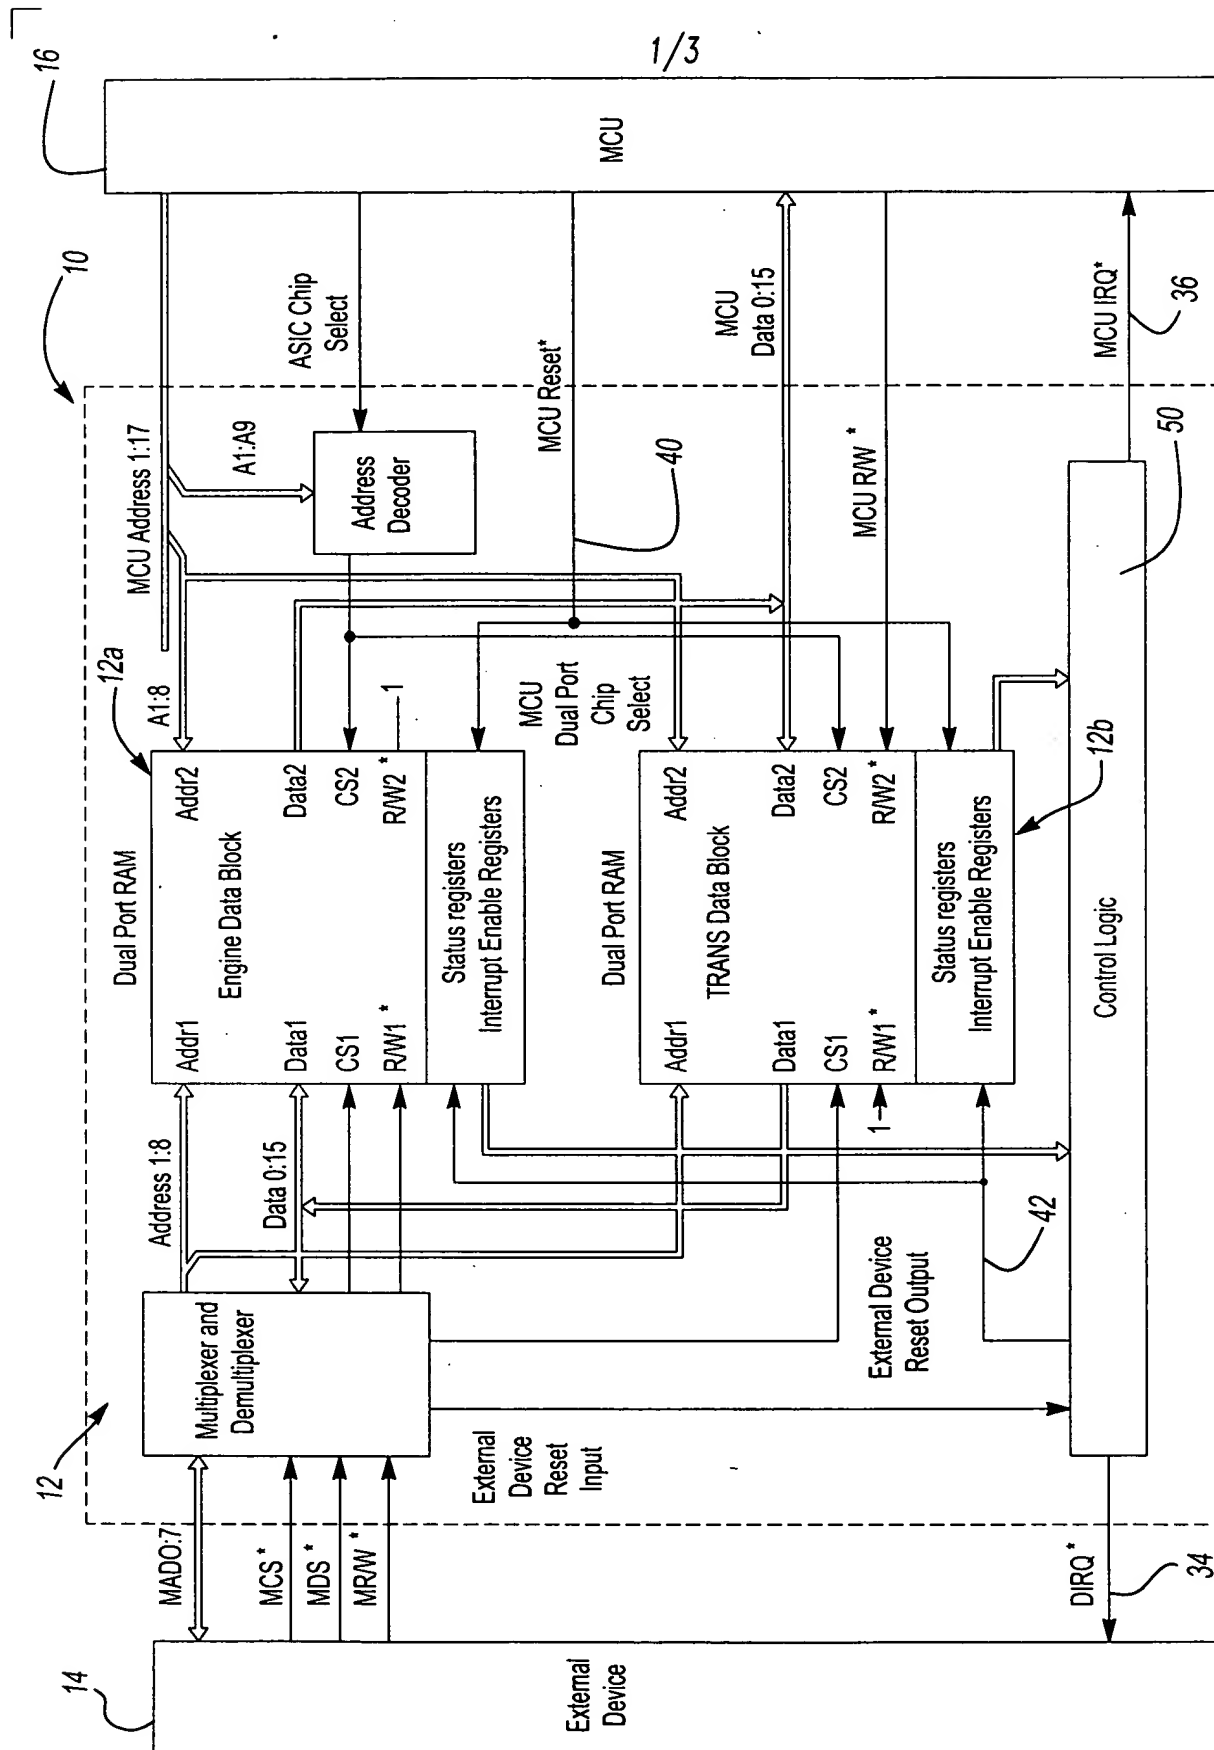 1/3
16
MCU
10
MCU Address 1:17
A1:A9
ASIC Chip
Select
Address
Decoder
MCU Reset*
40
MCU
Data 0:15
MCU R/W *
MCU IRQ*
36
50
12a
A1:8
MCU
Dual Port
Chip
Select
Dual Port RAM
Addr2
Data2
CS2
R/W2 *
1
Engine Data Block
Addr1
Data1
CS1
R/W1 *
Status registers
Interrupt Enable Registers
Dual Port RAM
Addr2
Data2
CS2
R/W2 *
TRANS Data Block
Addr1
Data1
CS1
R/W1 *
1
Status registers
Interrupt Enable Registers
12b
Control Logic
Address 1:8
Data 0:15
Multiplexer and
Demultiplexer
12
External Device
Reset Output
42
External
Device
Reset
Input
MADO:7
MCS *
MDS *
MR/W *
DIRQ *
34
14
External
Device